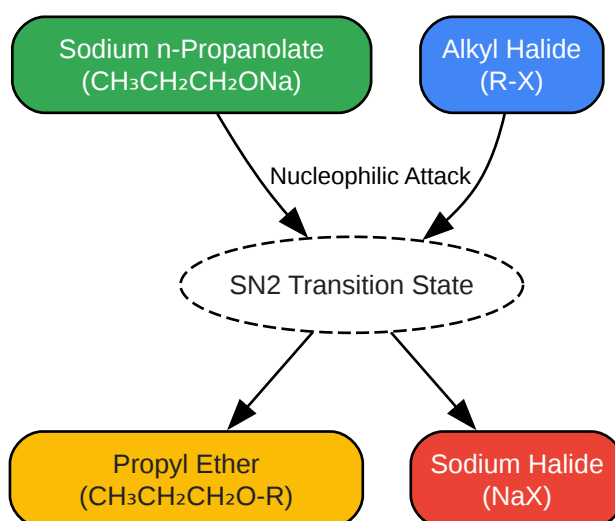 Sodium n-Propanolate
(CH₃CH₂CH₂ONa)
Alkyl Halide
(R-X)
Nucleophilic Attack
SN2 Transition State
Propyl Ether
(CH₃CH₂CH₂O-R)
Sodium Halide
(NaX)